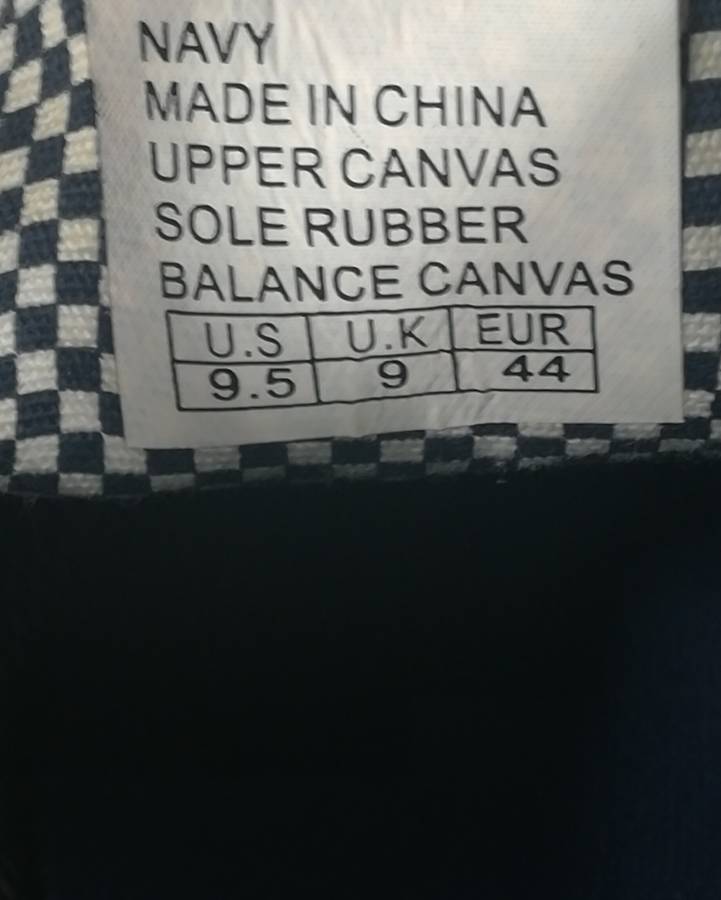 NAVY
MADE IN CHINA
UPPER CANVAS
SOLE RUBBER
BALANCE CANVAS
U.S U.K EUR
9.5 9 44